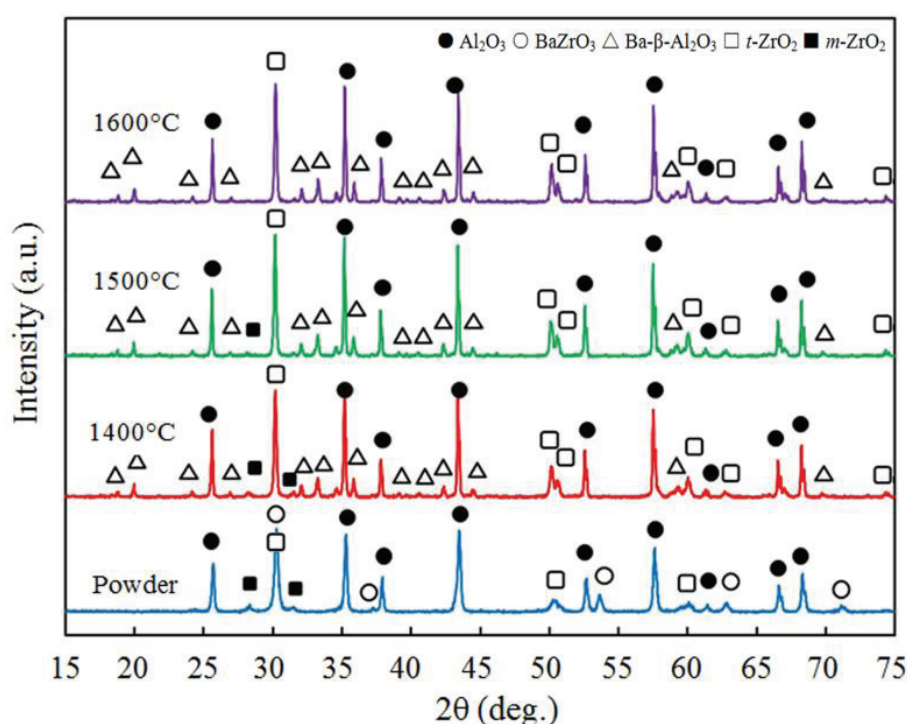 ● Al₂O₃ ○ BaZrO₃ △ Ba-β-Al₂O₃ □ t-ZrO₂ ■ m-ZrO₂
1600°C
1500°C
1400°C
Powder
Intensity (a.u.)
15 20 25 30 35 40 45 50 55 60 65 70 75
2θ (deg.)